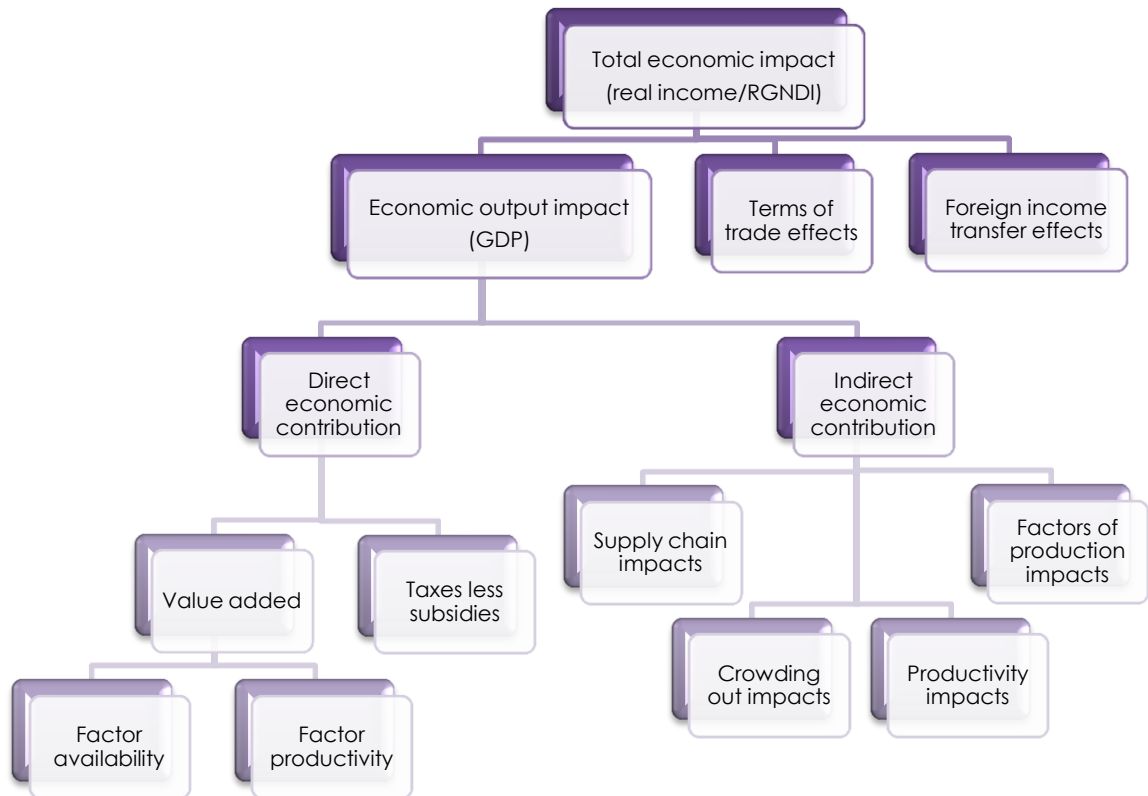 Total economic impact
(real income/RGNDI)
Economic output impact
(GDP)
Terms of
trade effects
Foreign income
transfer effects
Direct
economic
contribution
Indirect
economic
contribution
Value added
Taxes less
subsidies
Supply chain
impacts
Factors of
production
impacts
Factor
availability
Factor
productivity
Crowding
out impacts
Productivity
impacts